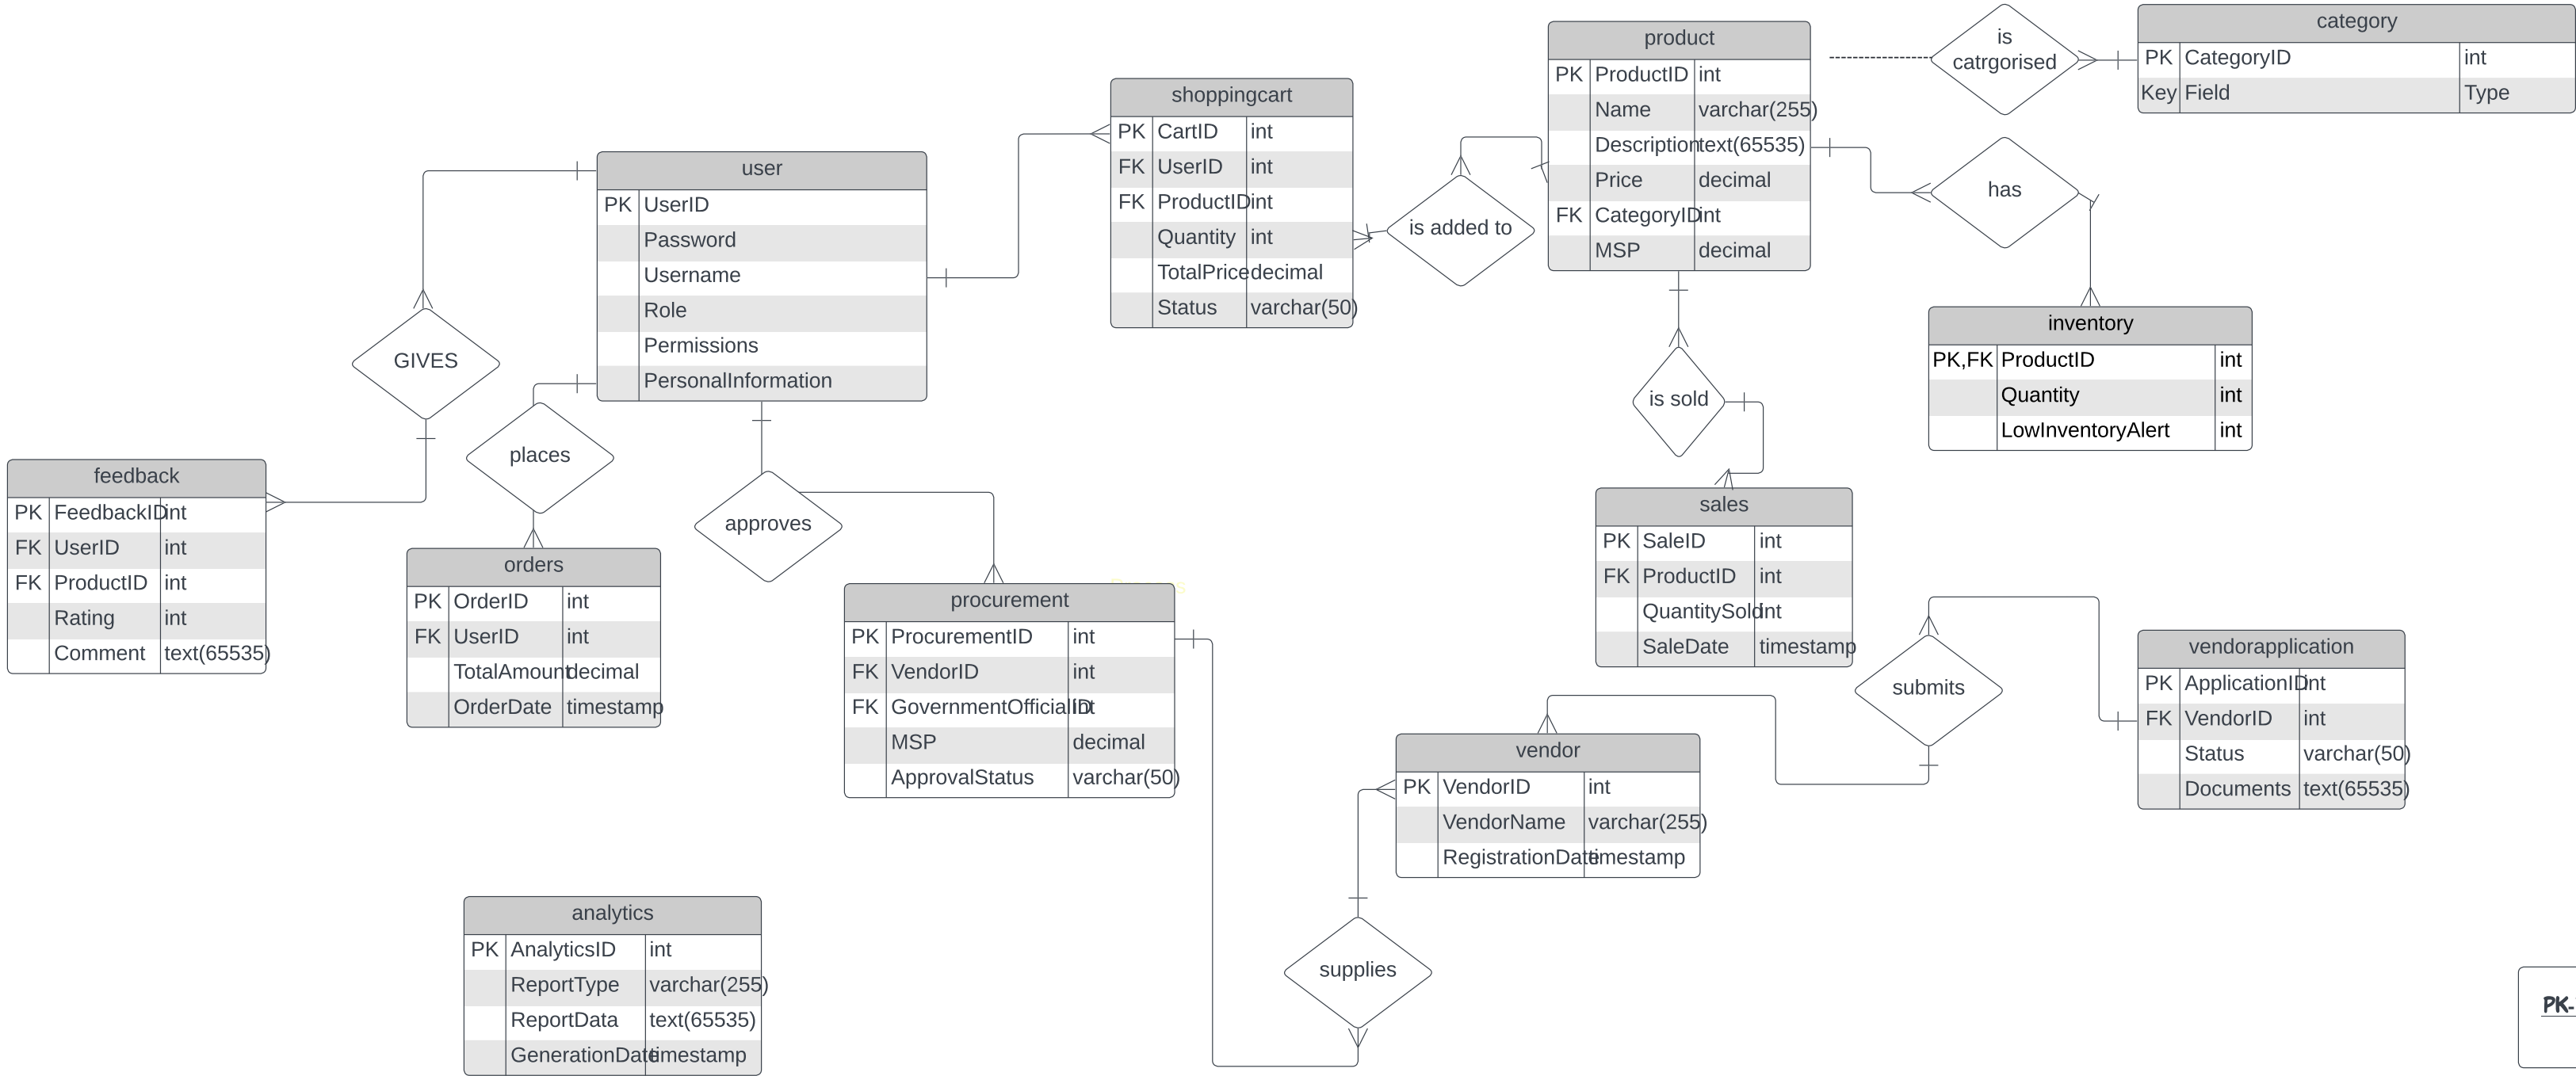 category
PK CategoryID int
Key Field Type
is
catrgorised
product
PK ProductID int
Name varchar(255)
Description text(65535)
Price decimal
FK CategoryID int
MSP decimal
shoppingcart
PK CartID int
FK UserID int
FK ProductID int
Quantity int
TotalPrice decimal
Status varchar(50)
is added to
has
user
PK UserID
Password
Username
Role
Permissions
PersonalInformation
inventory
PK,FK ProductID int
Quantity int
LowInventoryAlert int
GIVES
is sold
places
approves
feedback
PK FeedbackID int
FK UserID int
FK ProductID int
Rating int
Comment text(65535)
orders
PK OrderID int
FK UserID int
TotalAmount decimal
OrderDate timestamp
procurement
PK ProcurementID int
FK VendorID int
FK GovernmentOfficialID int
MSP decimal
ApprovalStatus varchar(50)
sales
PK SaleID int
FK ProductID int
QuantitySold int
SaleDate timestamp
submits
vendorapplication
PK ApplicationID int
FK VendorID int
Status varchar(50)
Documents text(65535)
vendor
PK VendorID int
VendorName varchar(255)
RegistrationDate timestamp
supplies
analytics
PK AnalyticsID int
ReportType varchar(255)
ReportData text(65535)
GenerationDate timestamp
PK-